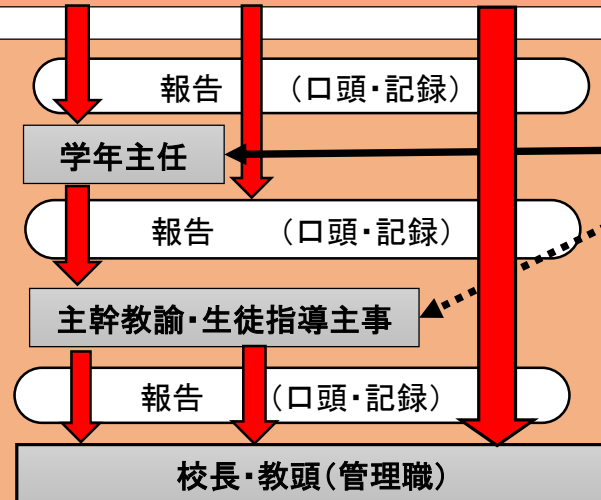 報告 （口頭・記録）
学年主任
報告 （口頭・記録）
主幹教諭・生徒指導主事
報告 （口頭・記録）
校長・教頭（管理職）